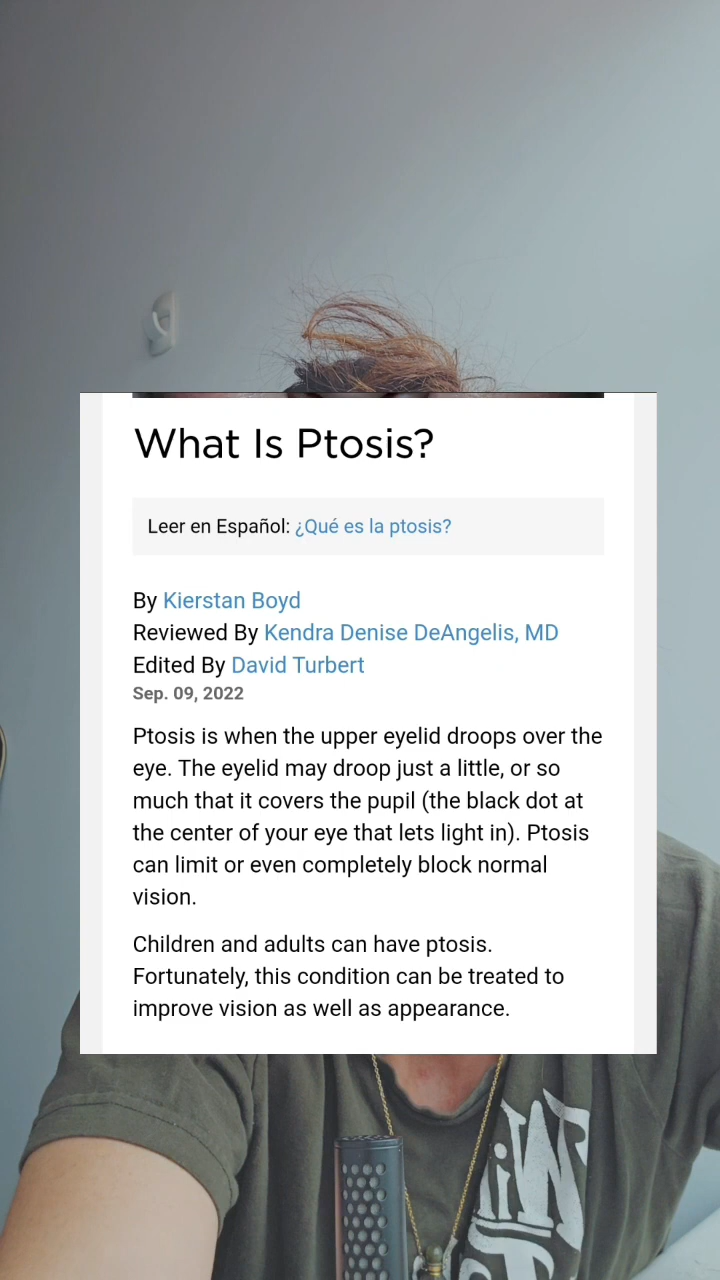 What Is Ptosis?
Leer en Español: ¿Qué es la ptosis?
By Kierstan Boyd
Reviewed By Kendra Denise DeAngelis, MD
Edited By David Turbert
Sep. 09, 2022
Ptosis is when the upper eyelid droops over the
eye. The eyelid may droop just a little, or so
much that it covers the pupil (the black dot at
the center of your eye that lets light in). Ptosis
can limit or even completely block normal
vision.
Children and adults can have ptosis.
Fortunately, this condition can be treated to
improve vision as well as appearance.